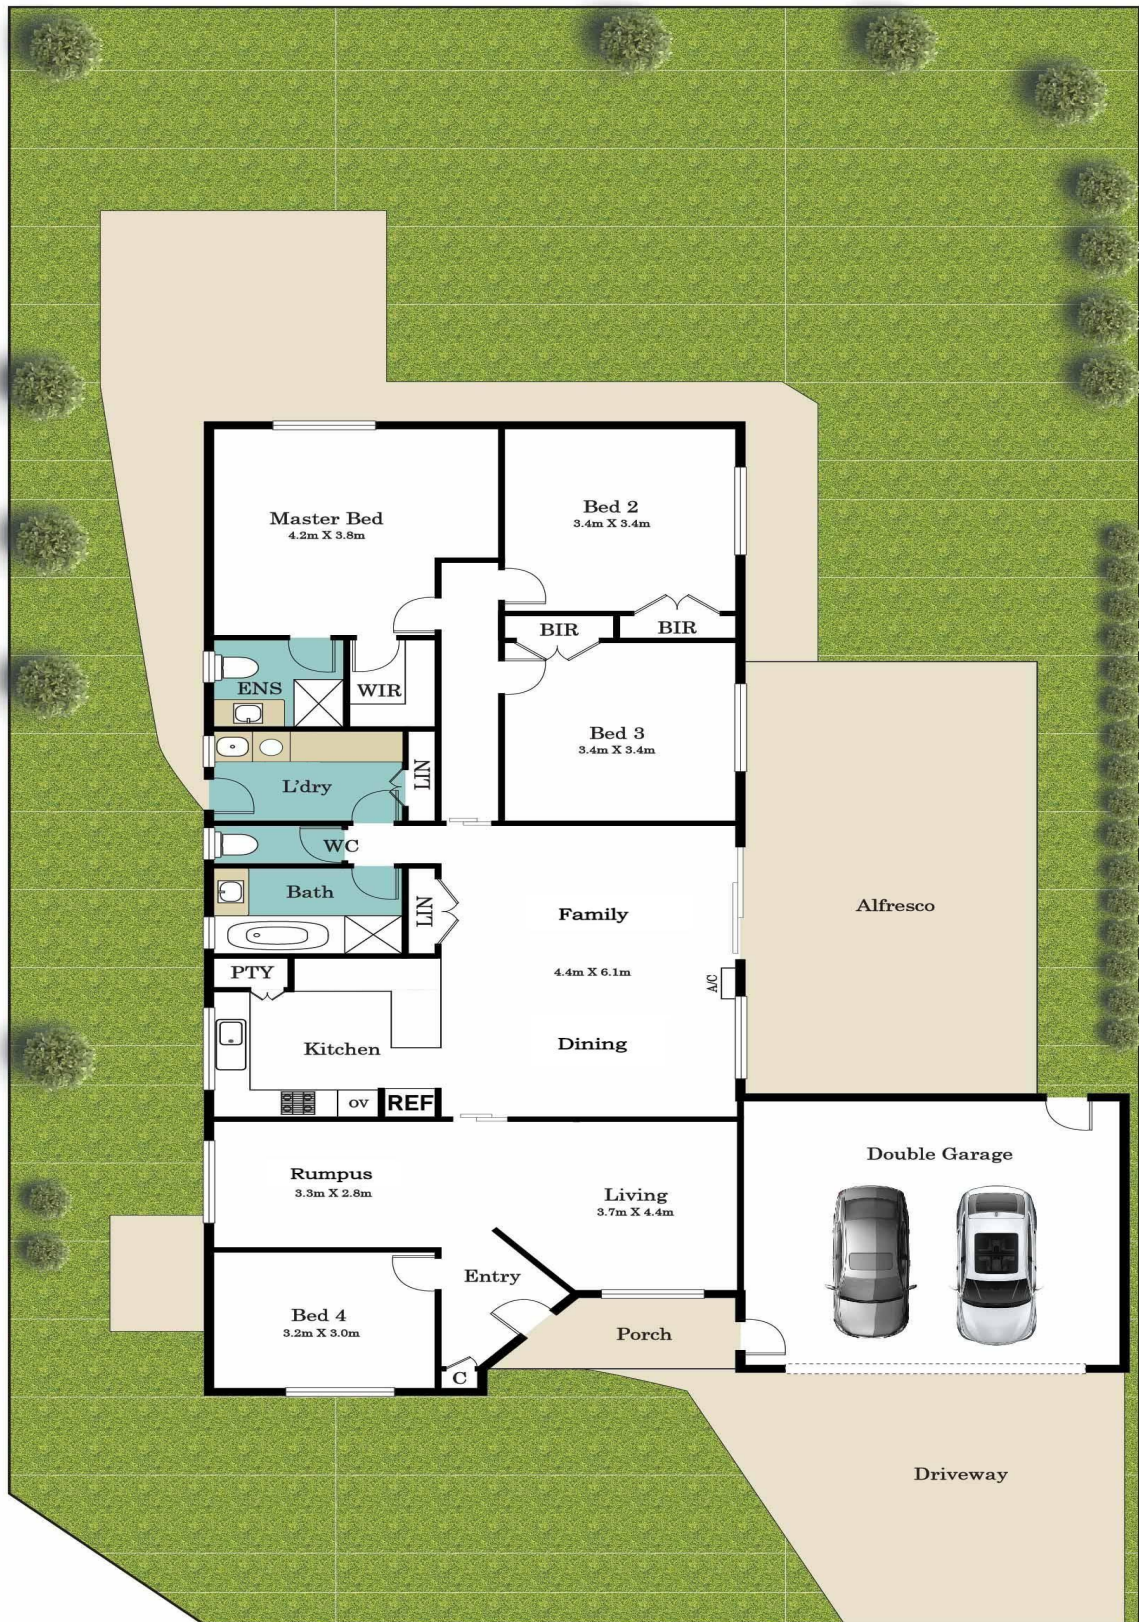 Master Bed
4.2m X 3.8m
Bed 2
3.4m X 3.4m
BIR
BIR
ENS
WIR
Bed 3
3.4m X 3.4m
L'dry
LIN
WC
Bath
LIN
Family
4.4m X 6.1m
Alfresco
PTY
A/C
Kitchen
Dining
OV
REF
Rumpus
3.3m X 2.8m
Living
3.7m X 4.4m
Double Garage
Entry
Bed 4
3.2m X 3.0m
Porch
C
Driveway